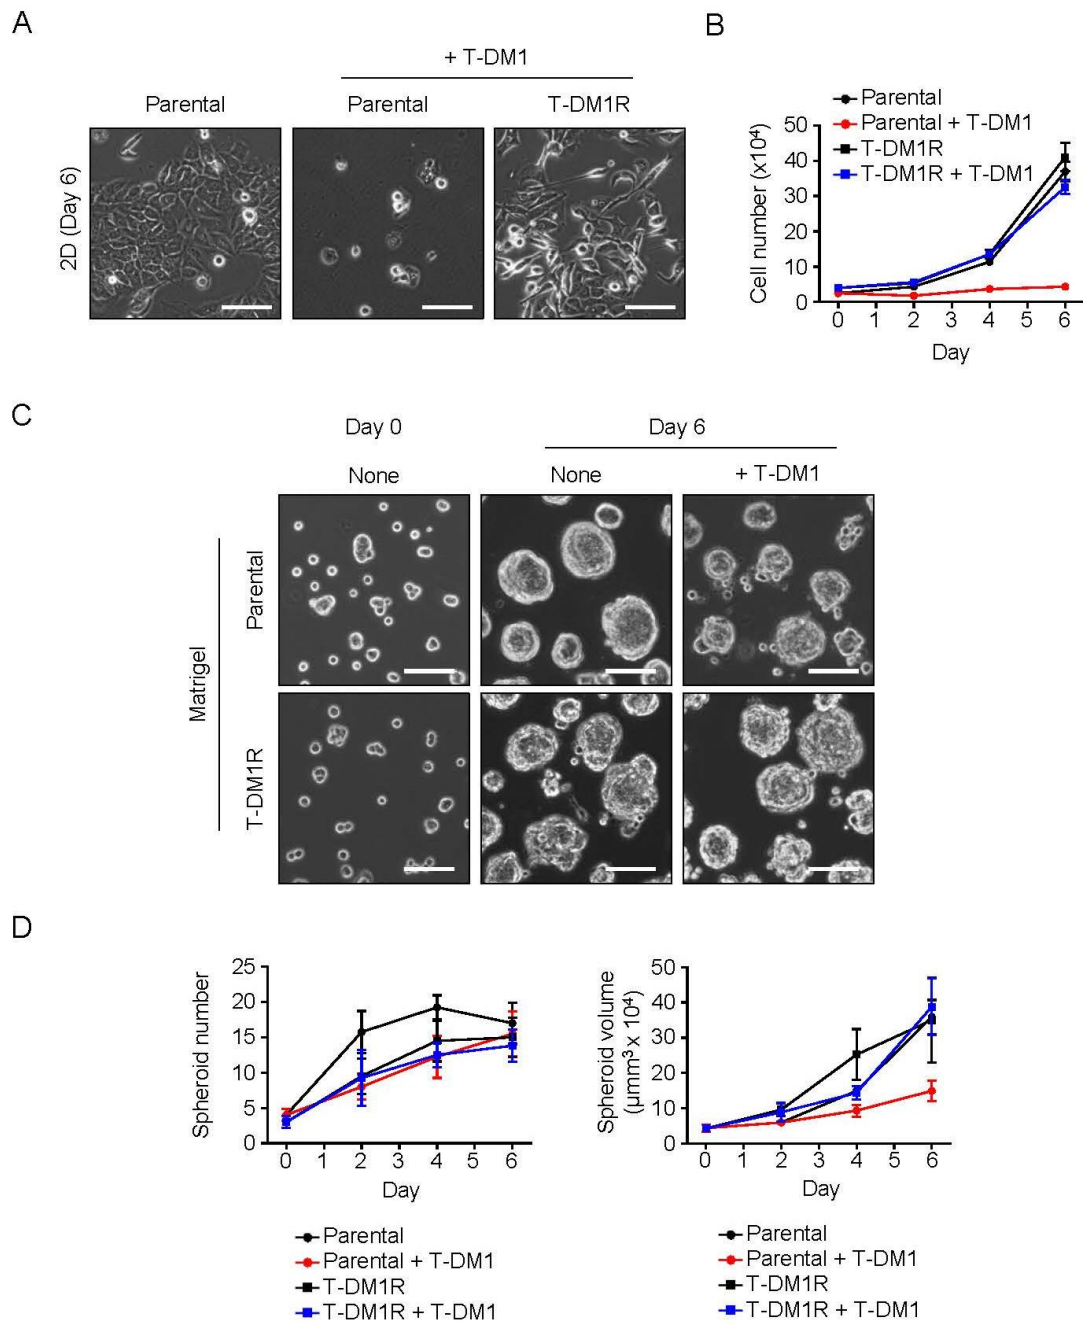 A
+ T-DM1
Parental
Parental
T-DM1R
2D (Day 6)
B
Parental
Parental + T-DM1
T-DM1R
T-DM1R + T-DM1
Cell number (x10⁴)
50
40
30
20
10
0
0 1 2 3 4 5 6
Day
C
Day 0
Day 6
None
None
+ T-DM1
Matrigel
Parental
T-DM1R
D
Spheroid number
25
20
15
10
5
0
0 1 2 3 4 5 6
Day
Parental
Parental + T-DM1
T-DM1R
T-DM1R + T-DM1
Spheroid volume
(µmm³ x 10⁴)
50
40
30
20
10
0
0 1 2 3 4 5 6
Day
Parental
Parental + T-DM1
T-DM1R
T-DM1R + T-DM1